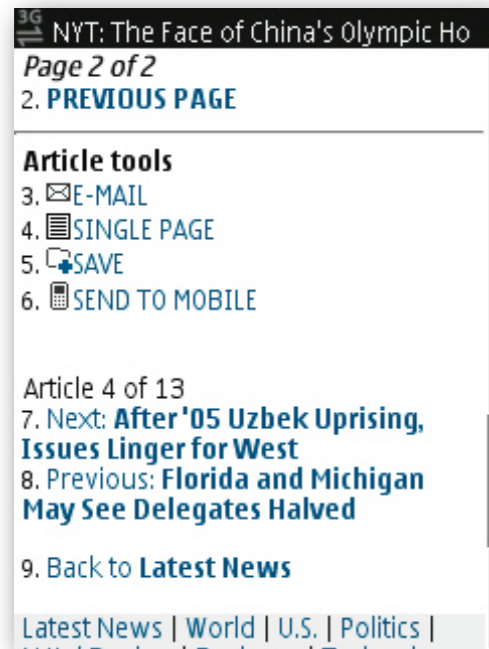 3G NYT: The Face of China's Olympic Ho
Page 2 of 2
2. PREVIOUS PAGE
Article tools
3. E-MAIL
4. SINGLE PAGE
5. SAVE
6. SEND TO MOBILE
Article 4 of 13
7. Next: After '05 Uzbek Uprising,
Issues Linger for West
8. Previous: Florida and Michigan
May See Delegates Halved
9. Back to Latest News
Latest News | World | U.S. | Politics |